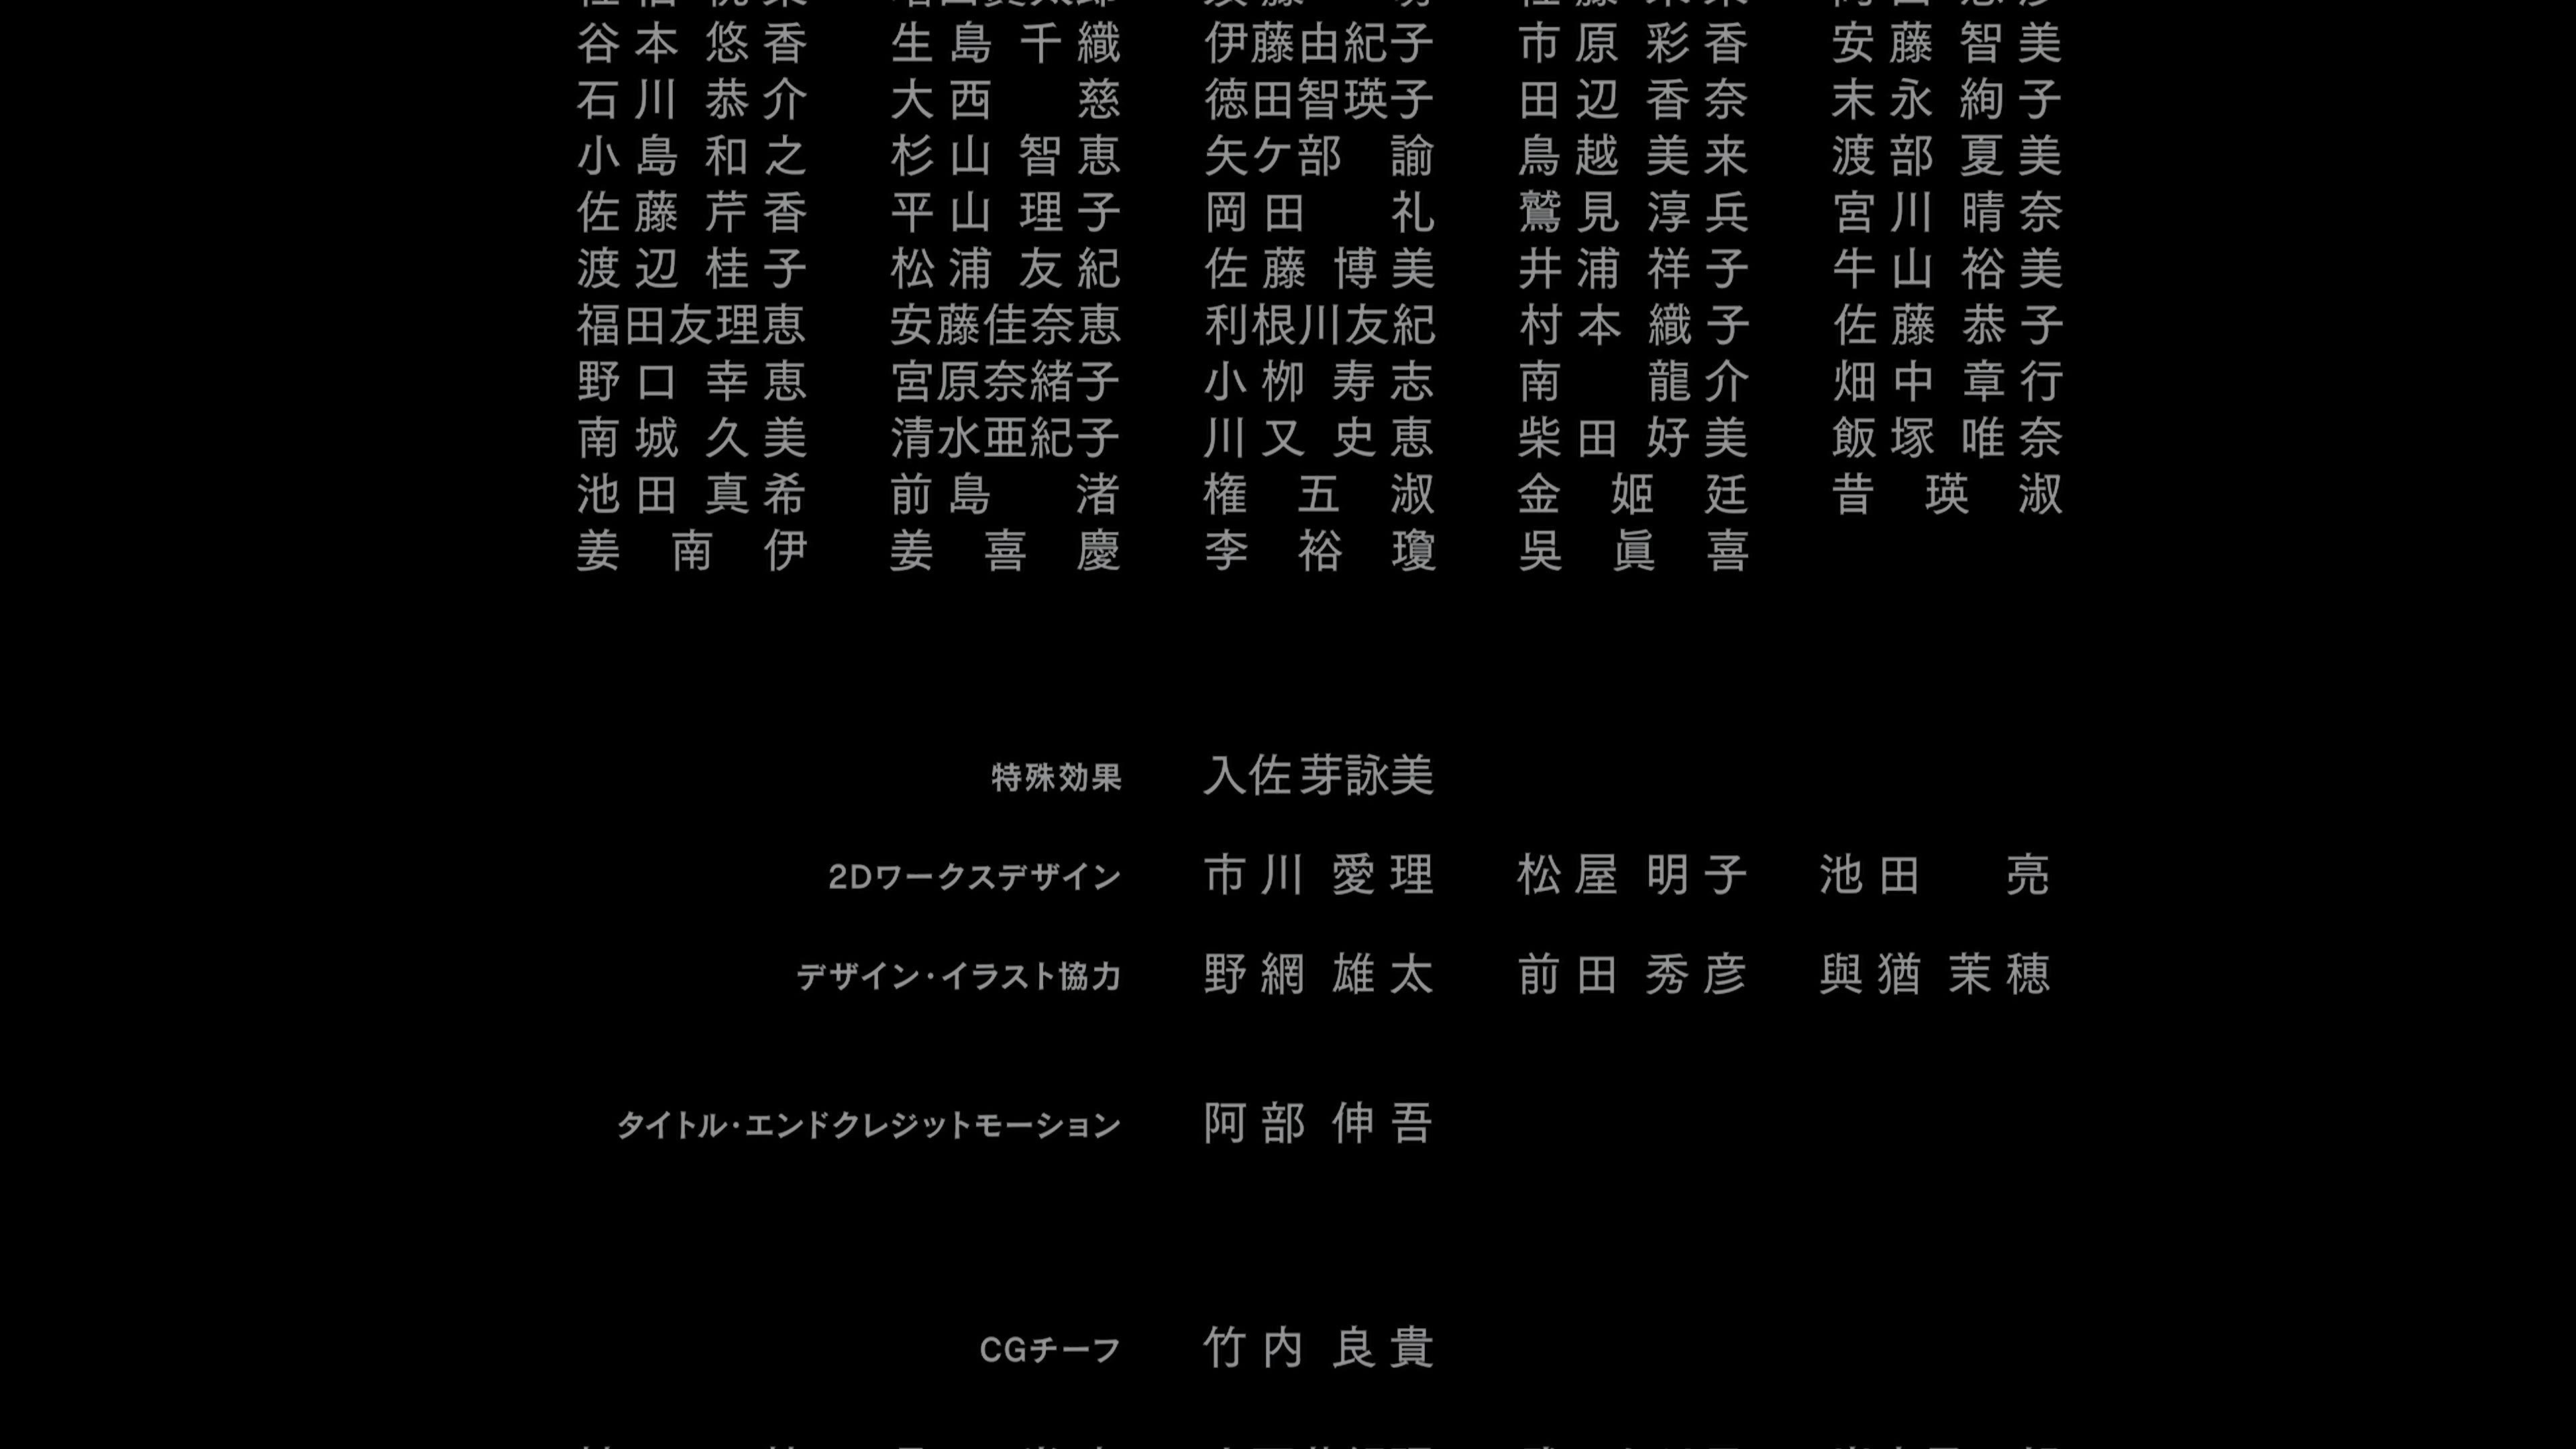 谷本悠香 生島千織 伊藤由紀子 市原彩香 安藤智美
石川恭介 大西慈 徳田智瑛子 田辺香奈 末永絢子
小島和之 杉山智恵 矢ケ部諭 鳥越美来 渡部夏美
佐藤芹香 平山理子 岡田礼 鷲見淳兵 宮川晴奈
渡辺桂子 松浦友紀 佐藤博美 井浦祥子 牛山裕美
福田友理恵 安藤佳奈恵 利根川友紀 村本織子 佐藤恭子
野口幸恵 宮原奈緒子 小栁寿志 南龍介 畑中章行
南城久美 清水亜紀子 川又史恵 柴田好美 飯塚唯奈
池田真希 前島渚 権五淑 金姫廷 昔瑛淑
姜南伊 姜喜慶 李裕瓊 吳眞喜
特殊効果 入佐芽詠美
2Dワークスデザイン 市川愛理 松屋明子 池田亮
デザイン・イラスト協力 野網雄太 前田秀彦 與猶茉穂
タイトル・エンドクレジットモーション 阿部伸吾
CGチーフ 竹内良貴